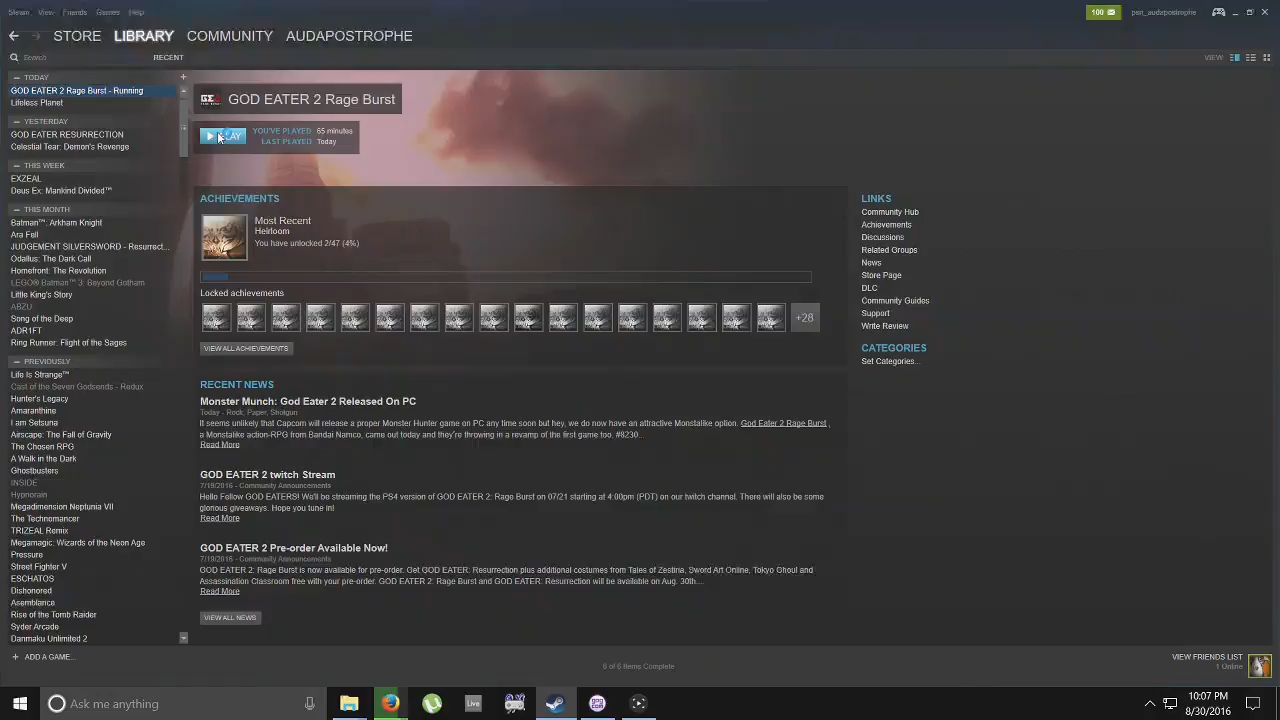 Steam View Friends Games Help
100
psn_audapostrophe
STORE LIBRARY COMMUNITY AUDAPOSTROPHE
Search
RECENT
VIEW
TODAY
GOD EATER 2 Rage Burst - Running
Lifeless Planet
YESTERDAY
GOD EATER RESURRECTION
Celestial Tear: Demon's Revenge
THIS WEEK
EXZEAL
Deus Ex: Mankind Divided™
THIS MONTH
Batman™: Arkham Knight
Ara Fell
JUDGEMENT SILVERSWORD - Resurrect...
Odallus: The Dark Call
Homefront: The Revolution
LEGO® Batman™ 3: Beyond Gotham
Little King's Story
ABZU
Song of the Deep
ADR1FT
Ring Runner: Flight of the Sages
PREVIOUSLY
Life Is Strange™
Cast of the Seven Godsends - Redux
Hunter's Legacy
Amaranthine
I am Setsuna
Airscape: The Fall of Gravity
The Chosen RPG
A Walk in the Dark
Ghostbusters
INSIDE
Hypnorain
Megadimension Neptunia VII
The Technomancer
TRIZEAL Remix
Megamagic: Wizards of the Neon Age
Pressure
Street Fighter V
ESCHATOS
Dishonored
Asemblance
Rise of the Tomb Raider
Syder Arcade
Danmaku Unlimited 2
ADD A GAME...
GOD EATER 2 Rage Burst
PLAY
YOU'VE PLAYED 65 minutes
LAST PLAYED Today
ACHIEVEMENTS
Most Recent
Heirloom
You have unlocked 2/47 (4%)
Locked achievements
+28
VIEW ALL ACHIEVEMENTS
RECENT NEWS
Monster Munch: God Eater 2 Released On PC
Today - Rock, Paper, Shotgun
It seems unlikely that Capcom will release a proper Monster Hunter game on PC any time soon but hey, we do now have an attractive Monstalike option. God Eater 2 Rage Burst ,
a Monstalike action-RPG from Bandai Namco, came out today and they're throwing in a revamp of the first game too. #8230...
Read More
GOD EATER 2 twitch Stream
7/19/2016 - Community Announcements
Hello Fellow GOD EATERS! We'll be streaming the PS4 version of GOD EATER 2: Rage Burst on 07/21 starting at 4:00pm (PDT) on our twitch channel. There will also be some
glorious giveaways. Hope you tune in!
Read More
GOD EATER 2 Pre-order Available Now!
7/19/2016 - Community Announcements
GOD EATER 2: Rage Burst is now available for pre-order. Get GOD EATER: Resurrection plus additional costumes from Tales of Zestiria, Sword Art Online, Tokyo Ghoul and
Assassination Classroom free with your pre-order. GOD EATER 2: Rage Burst and GOD EATER: Resurrection will be available on Aug. 30th....
Read More
VIEW ALL NEWS
LINKS
Community Hub
Achievements
Discussions
Related Groups
News
Store Page
DLC
Community Guides
Support
Write Review
CATEGORIES
Set Categories...
6 of 6 Items Complete
VIEW FRIENDS LIST
1 Online
Ask me anything
Live
10:07 PM
8/30/2016